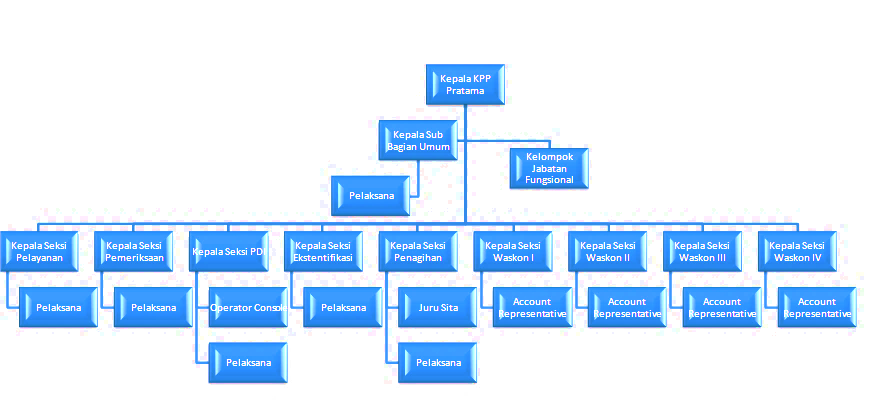 Kepala KPP
Pratama
Kepala Sub
Bagian Umum
Kelompok
Jabatan
Fungsional
Pelaksana
Kepala Seksi
Pelayanan
Kepala Seksi
Pemeriksaan
Kepala Seksi PDI
Kepala Seksi
Ekstentifikasi
Kepala Seksi
Penagihan
Kepala Seksi
Waskon I
Kepala Seksi
Waskon II
Kepala Seksi
Waskon III
Kepala Seksi
Waskon IV
Pelaksana
Pelaksana
Operator Console
Pelaksana
Juru Sita
Account
Representative
Account
Representative
Account
Representative
Account
Representative
Pelaksana
Pelaksana